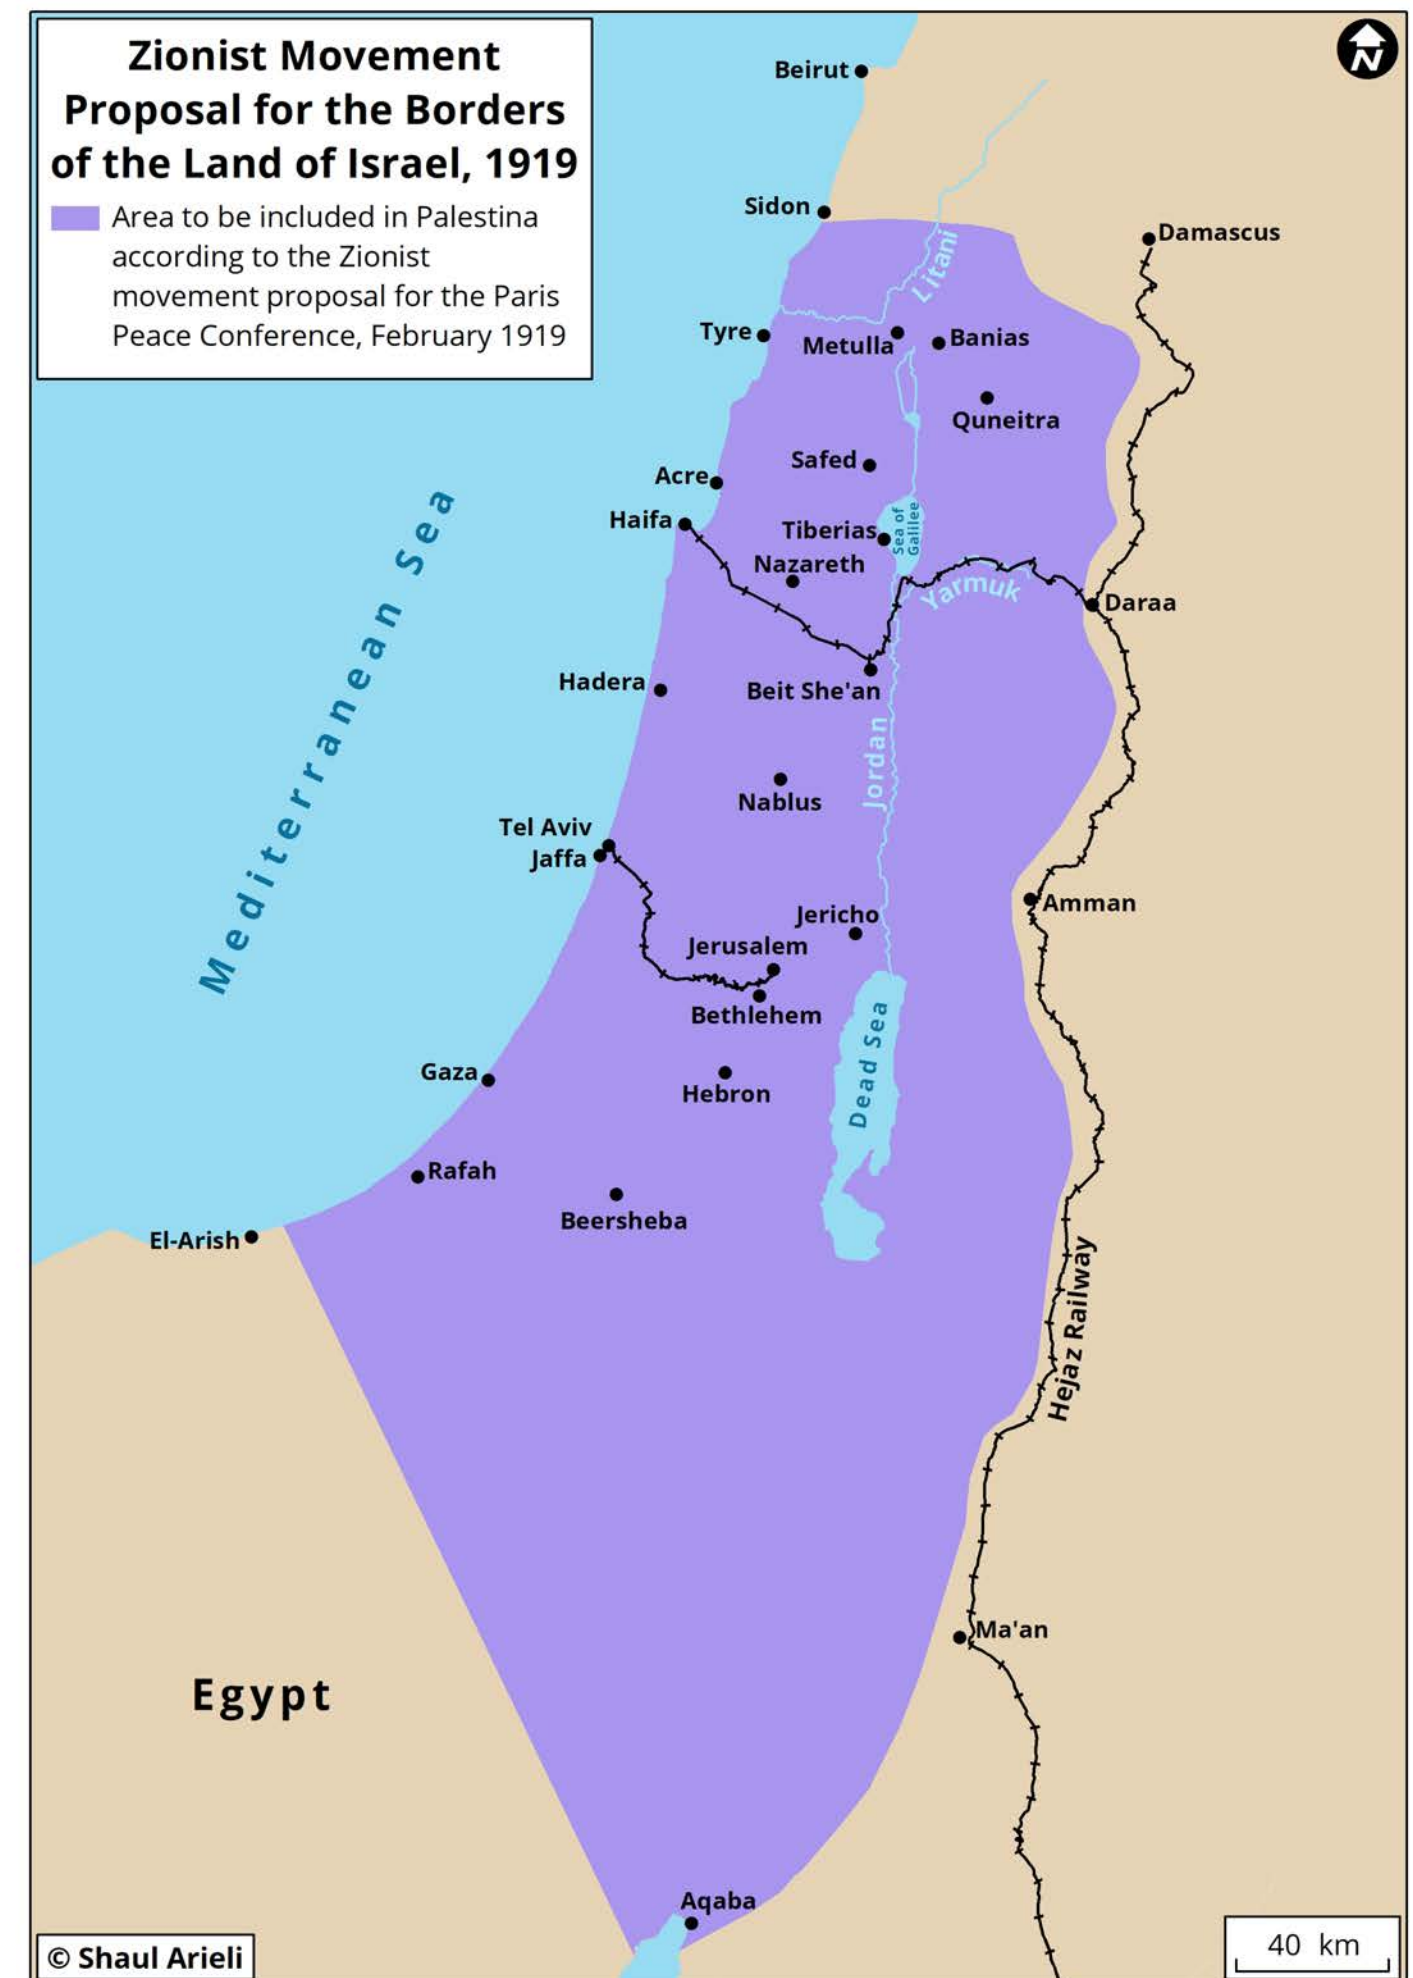 Zionist Movement
Proposal for the Borders
of the Land of Israel, 1919
Area to be included in Palestina
according to the Zionist
movement proposal for the Paris
Peace Conference, February 1919
N
Beirut
Sidon
Damascus
Litani
Tyre
Metulla
Banias
Quneitra
Safed
Acre
Haifa
Tiberias
Sea of
Galilee
Nazareth
Yarmuk
Daraa
Mediterranean Sea
Hadera
Beit She'an
Jordan
Nablus
Tel Aviv
Jaffa
Amman
Jericho
Jerusalem
Bethlehem
Dead Sea
Gaza
Hebron
Rafah
Beersheba
El-Arish
Hejaz Railway
Ma'an
Egypt
Aqaba
© Shaul Arieli
40 km